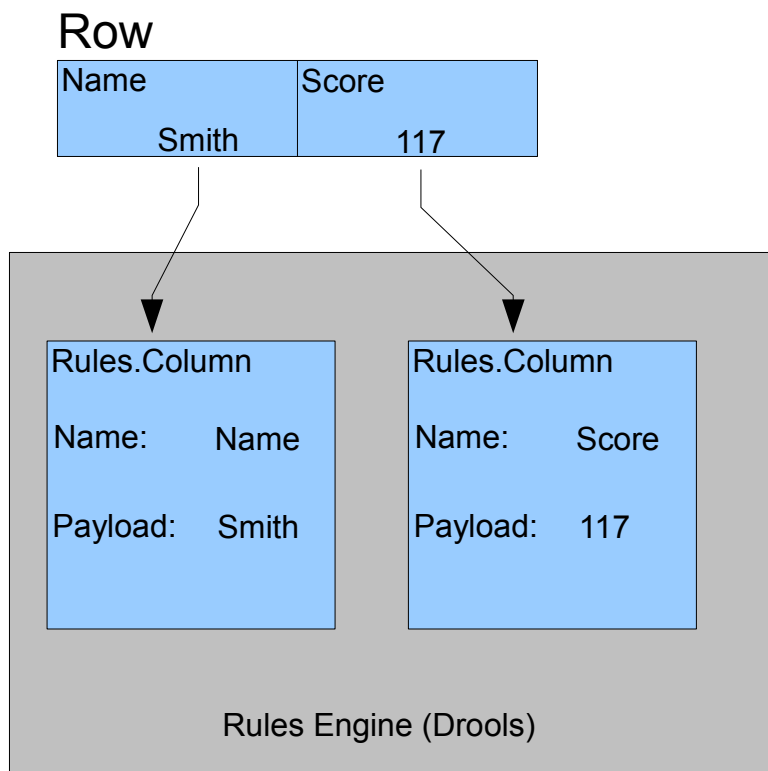 Row
Name Score
Smith 117
Rules.Column Rules.Column
Name: Name Name: Score
Payload: Smith Payload: 117
Rules Engine (Drools)